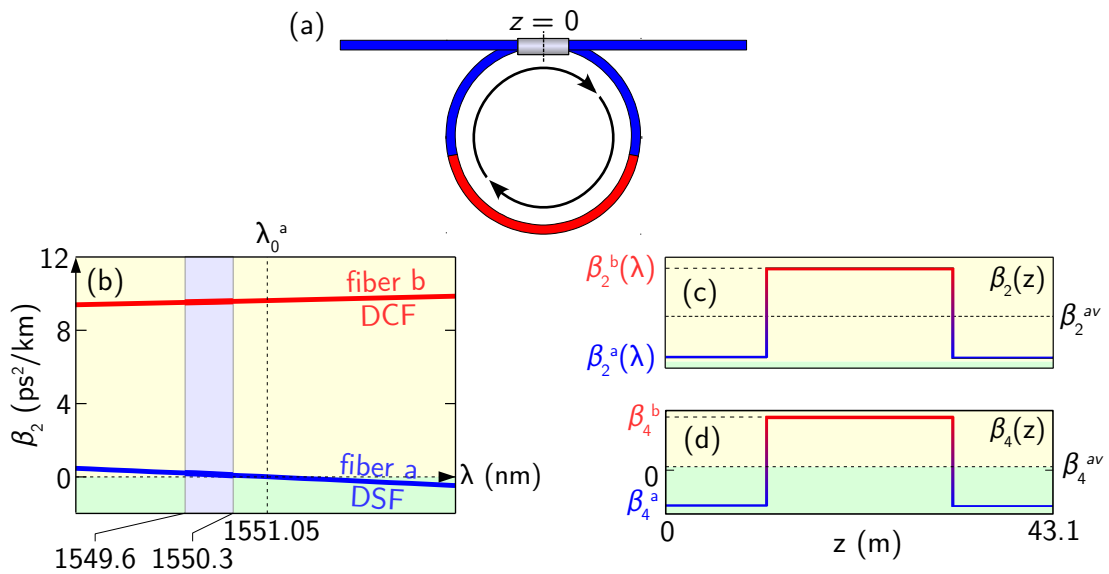 (a)
z = 0
λ₀ᵃ
12
(b)
fiber b
DCF
8
β₂ (ps²/km)
4
0
fiber a
DSF
λ (nm)
1551.05
1549.6
1550.3
β₂ᵇ(λ)
(c)
β₂(z)
β₂ᵃᵛ
β₂ᵃ(λ)
β₄ᵇ
(d)
β₄(z)
0
β₄ᵃᵛ
β₄ᵃ
0
z (m)
43.1